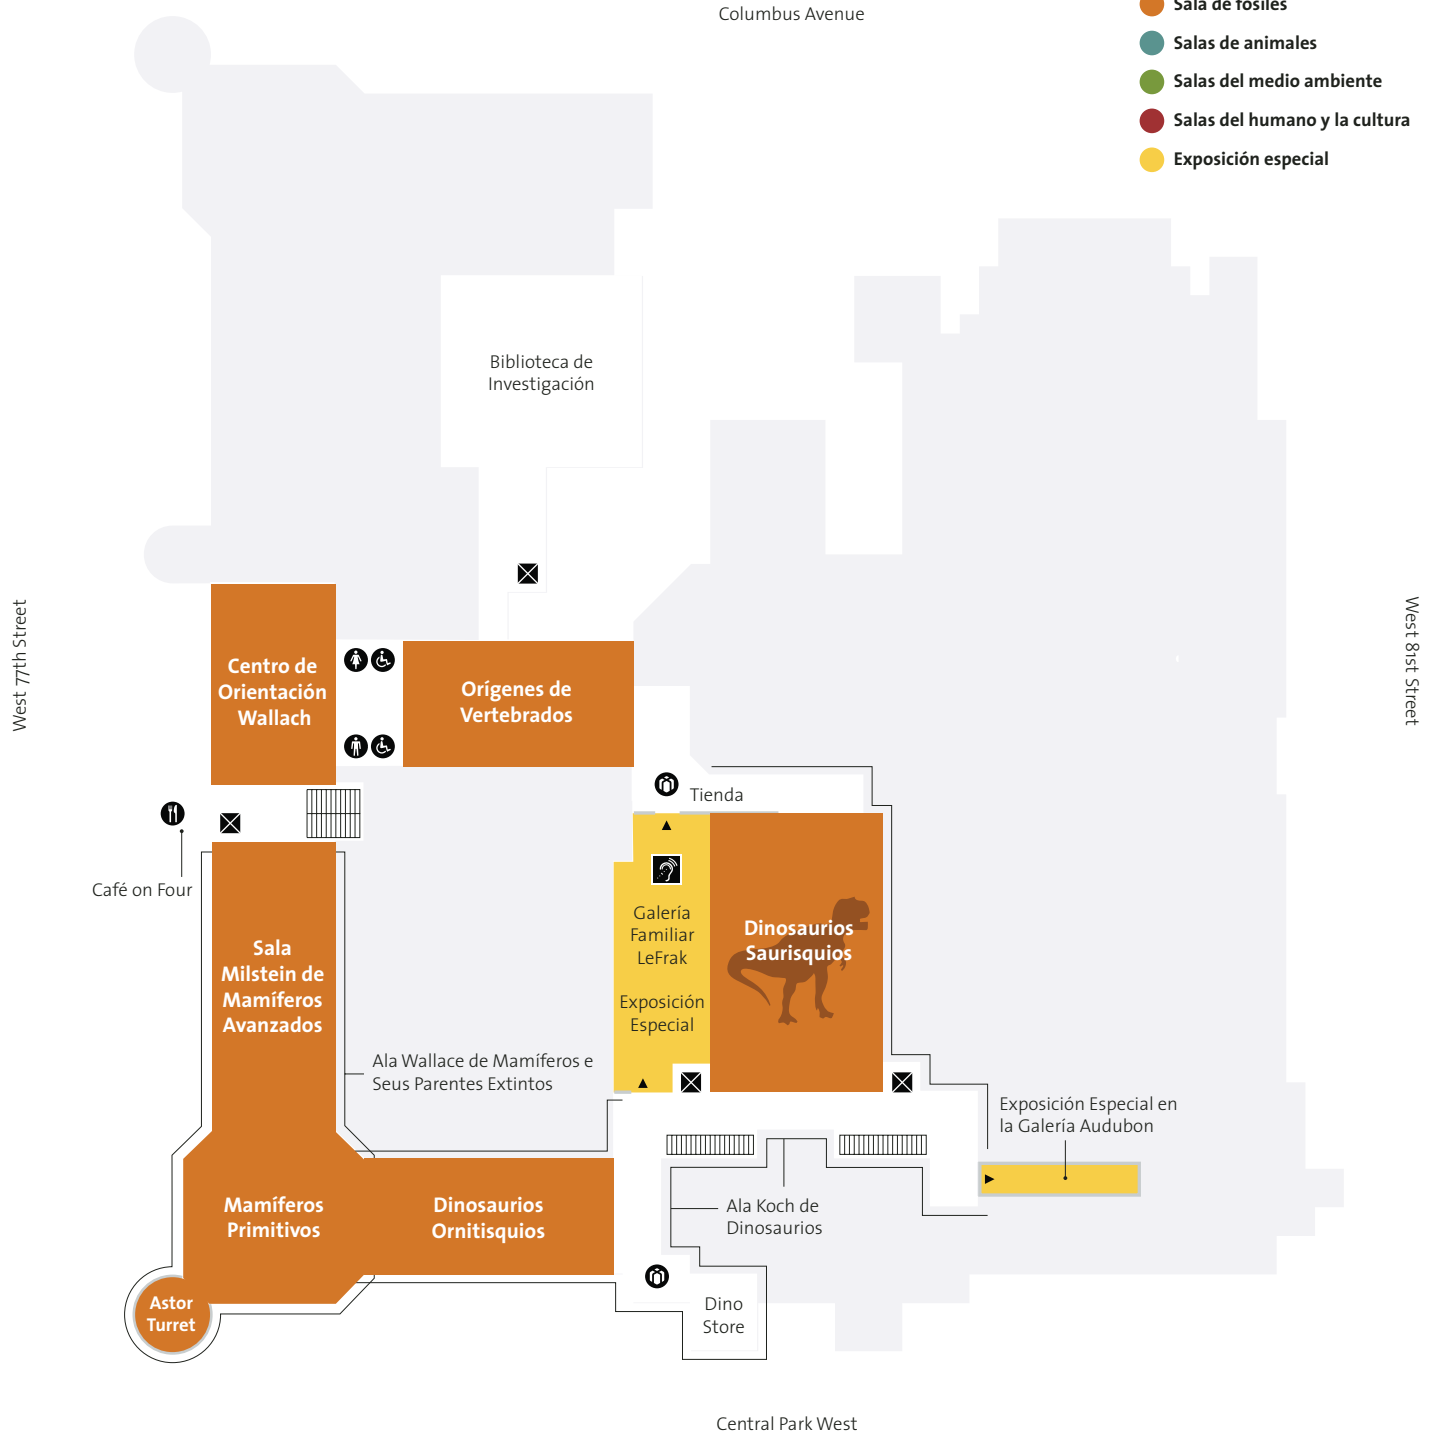 Columbus Avenue
Sala de fósiles
Salas de animales
Salas del medio ambiente
Salas del humano y la cultura
Exposición especial
Biblioteca de
Investigación
West 77th Street
West 81st Street
Centro de
Orientación
Wallach
Orígenes de
Vertebrados
Tienda
Café on Four
Galería
Familiar
LeFrak
Exposición
Especial
Dinosaurios
Saurisquios
Sala
Milstein de
Mamíferos
Avanzados
Ala Wallace de Mamíferos e
Seus Parentes Extintos
Exposición Especial en
la Galería Audubon
Mamíferos
Primitivos
Dinosaurios
Ornitisquios
Ala Koch de
Dinosaurios
Astor
Turret
Dino
Store
Central Park West